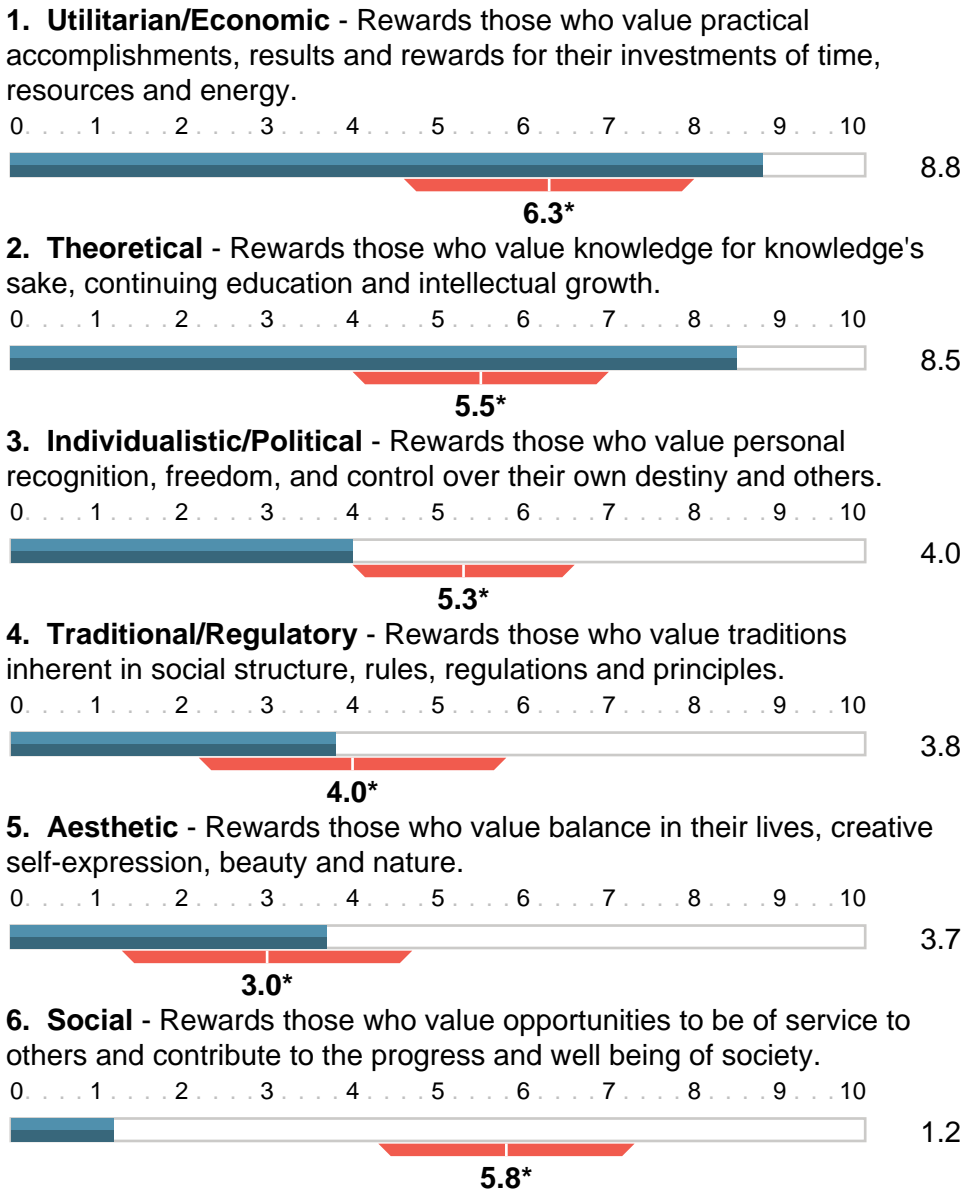 1. Utilitarian/Economic - Rewards those who value practical
accomplishments, results and rewards for their investments of time,
resources and energy.
0. . . . 1 . . . . 2 . . . . 3 . . . . 4 . . . . 5 . . . . 6 . . . . 7 . . . . 8 . . . . 9 . . . 10
8.8
6.3*
2. Theoretical - Rewards those who value knowledge for knowledge's
sake, continuing education and intellectual growth.
0. . . . 1 . . . . 2 . . . . 3 . . . . 4 . . . . 5 . . . . 6 . . . . 7 . . . . 8 . . . . 9 . . . 10
8.5
5.5*
3. Individualistic/Political - Rewards those who value personal
recognition, freedom, and control over their own destiny and others.
0. . . . 1 . . . . 2 . . . . 3 . . . . 4 . . . . 5 . . . . 6 . . . . 7 . . . . 8 . . . . 9 . . . 10
4.0
5.3*
4. Traditional/Regulatory - Rewards those who value traditions
inherent in social structure, rules, regulations and principles.
0. . . . 1 . . . . 2 . . . . 3 . . . . 4 . . . . 5 . . . . 6 . . . . 7 . . . . 8 . . . . 9 . . . 10
3.8
4.0*
5. Aesthetic - Rewards those who value balance in their lives, creative
self-expression, beauty and nature.
0. . . . 1 . . . . 2 . . . . 3 . . . . 4 . . . . 5 . . . . 6 . . . . 7 . . . . 8 . . . . 9 . . . 10
3.7
3.0*
6. Social - Rewards those who value opportunities to be of service to
others and contribute to the progress and well being of society.
0. . . . 1 . . . . 2 . . . . 3 . . . . 4 . . . . 5 . . . . 6 . . . . 7 . . . . 8 . . . . 9 . . . 10
1.2
5.8*